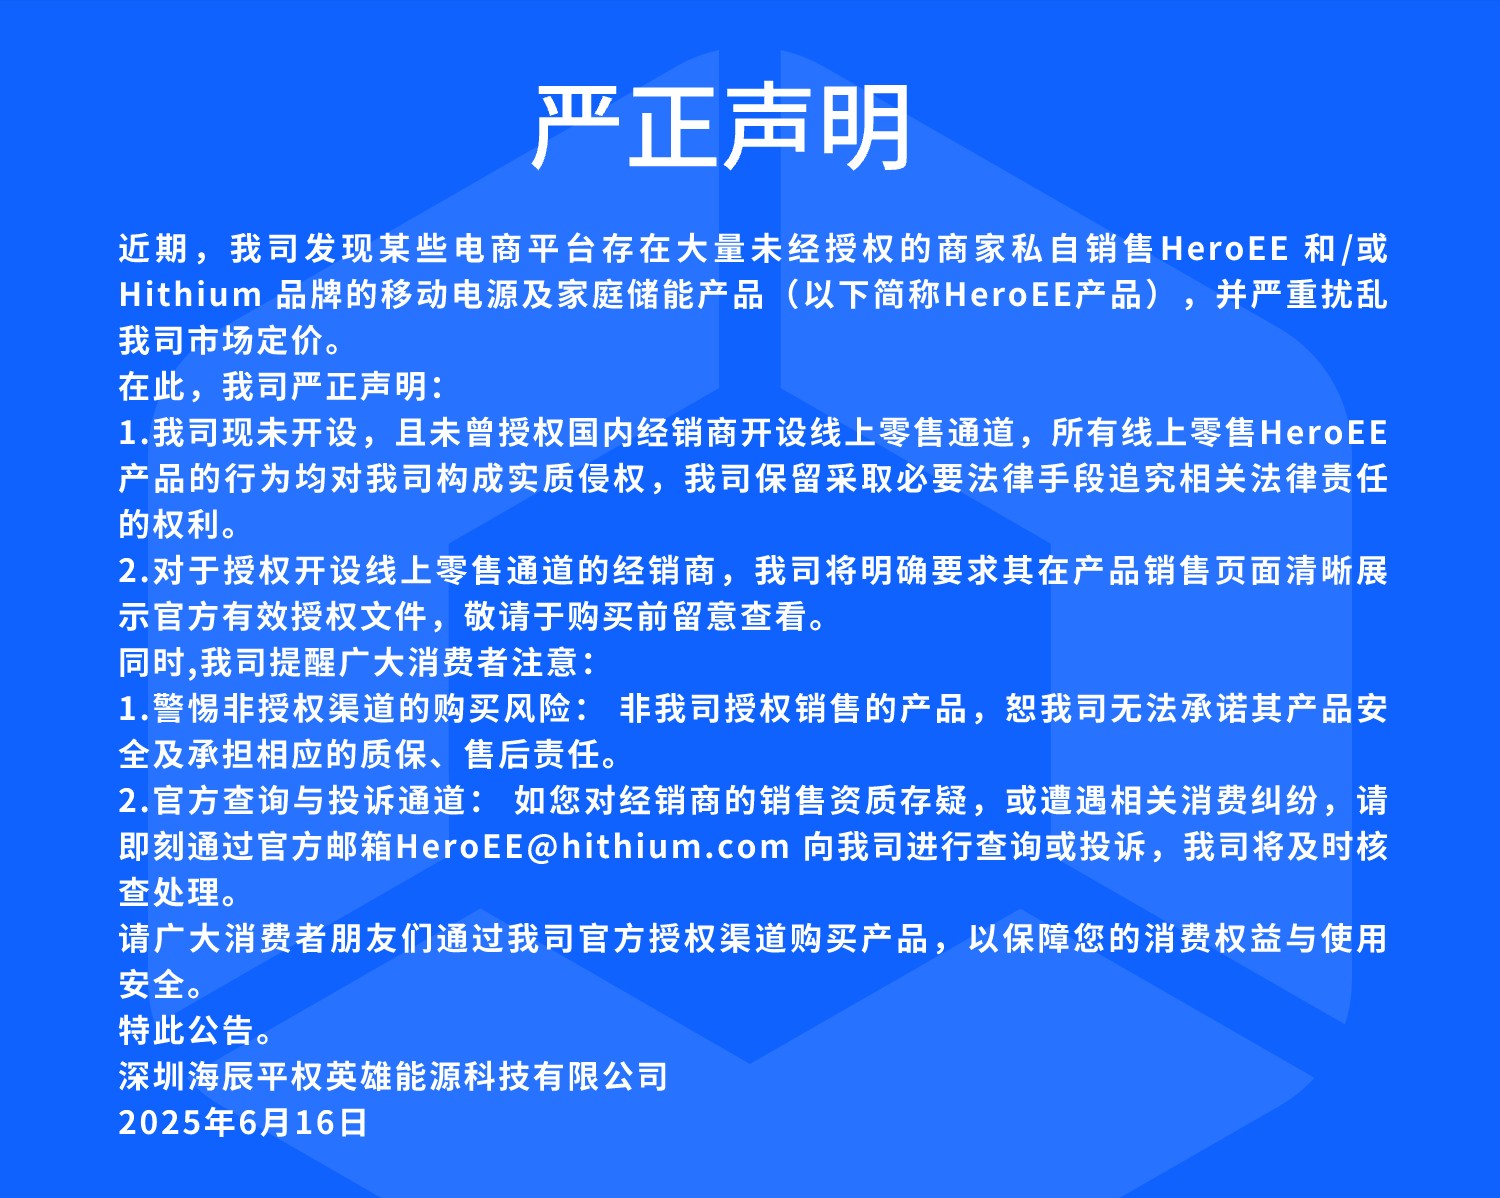 严正声明
近期，我司发现某些电商平台存在大量未经授权的商家私自销售HeroEE 和/或
Hithium 品牌的移动电源及家庭储能产品（以下简称HeroEE产品），并严重扰乱
我司市场定价。
在此，我司严正声明：
1.我司现未开设，且未曾授权国内经销商开设线上零售通道，所有线上零售HeroEE
产品的行为均对我司构成实质侵权，我司保留采取必要法律手段追究相关法律责任
的权利。
2.对于授权开设线上零售通道的经销商，我司将明确要求其在产品销售页面清晰展
示官方有效授权文件，敬请于购买前留意查看。
同时,我司提醒广大消费者注意：
1.警惕非授权渠道的购买风险： 非我司授权销售的产品，恕我司无法承诺其产品安
全及承担相应的质保、售后责任。
2.官方查询与投诉通道： 如您对经销商的销售资质存疑，或遭遇相关消费纠纷，请
即刻通过官方邮箱HeroEE@hithium.com 向我司进行查询或投诉，我司将及时核
查处理。
请广大消费者朋友们通过我司官方授权渠道购买产品，以保障您的消费权益与使用
安全。
特此公告。
深圳海辰平权英雄能源科技有限公司
2025年6月16日